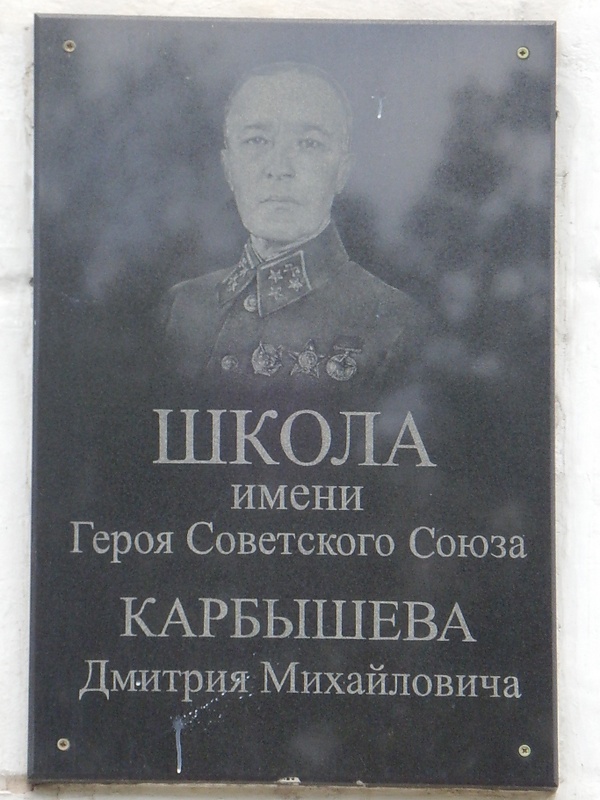 ШКОЛА
имени
Героя Советского Союза
КАРБЫШЕВА
Дмитрия Михайловича